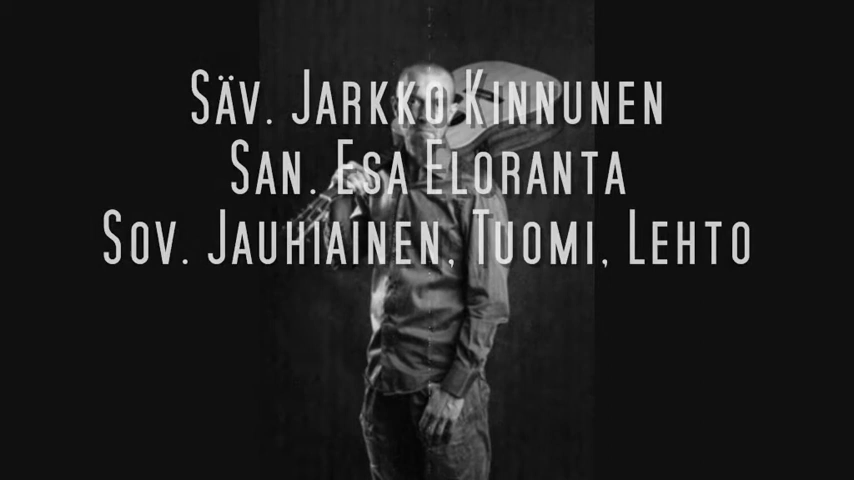 Säv. Jarkko Kinnunen
San. Esa Eloranta
Sov. Jauhiainen, Tuomi, Lehto